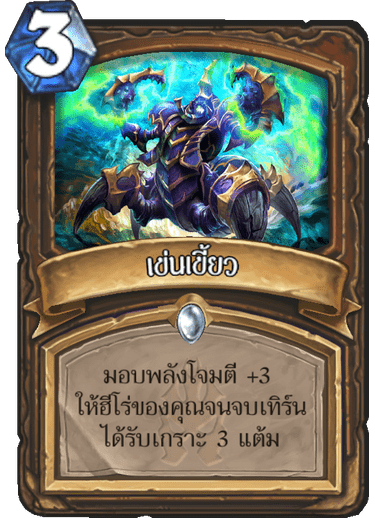 3
เข่นเขี้ยว
มอบพลังโจมตี +3
ให้ฮีโร่ของคุณจนจบเทิร์น
ได้รับเกราะ 3 แต้ม